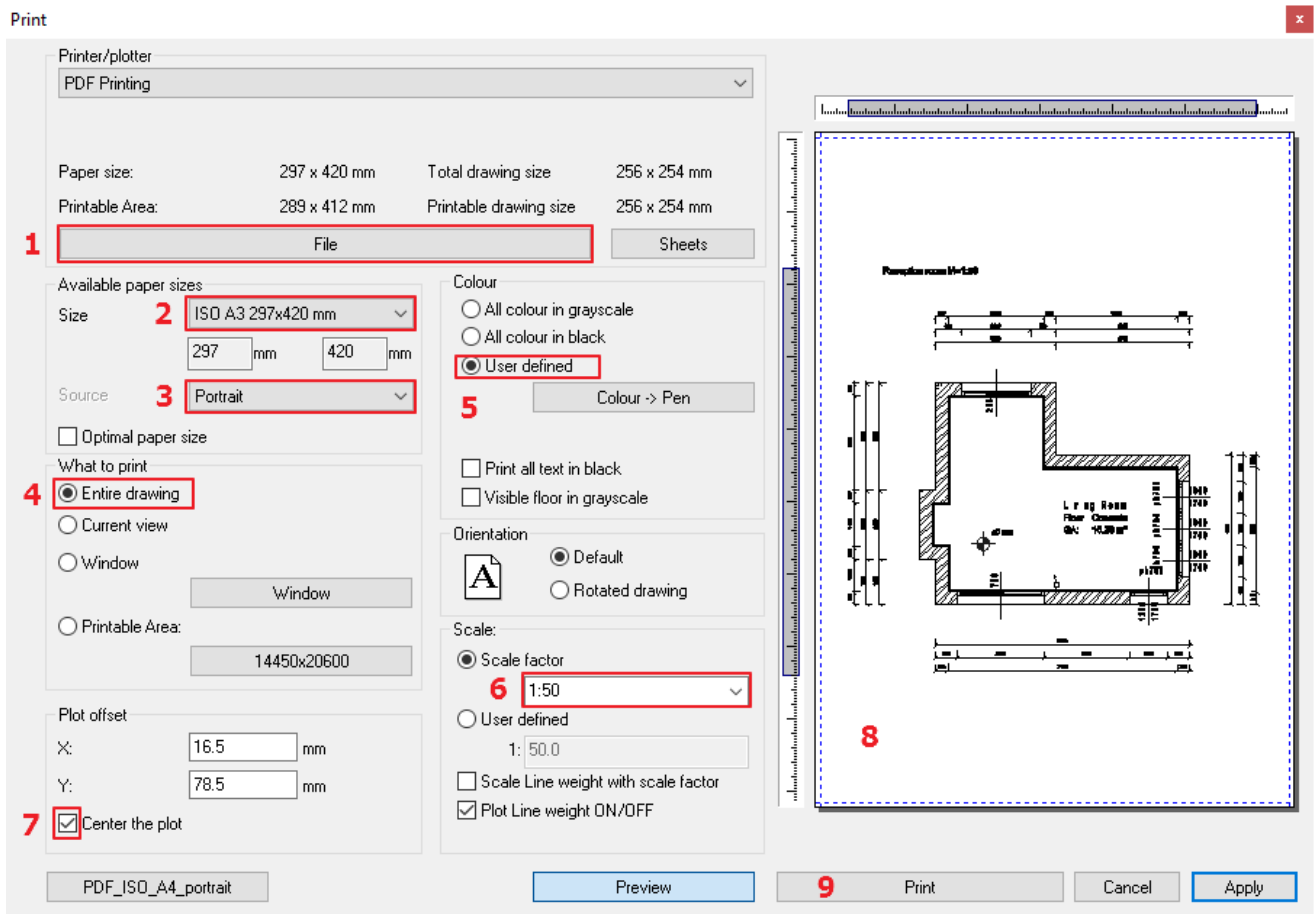 Print
x
Printer/plotter
PDF Printing
Paper size: 297 x 420 mm Total drawing size 256 x 254 mm
Printable Area: 289 x 412 mm Printable drawing size 256 x 254 mm
1 File Sheets
Available paper sizes
Size 2 ISO A3 297x420 mm
297 mm 420 mm
Source 3 Portrait
Optimal paper size
What to print
4 Entire drawing
Current view
Window
Window
Printable Area:
14450x20600
Plot offset
X: 16.5 mm
Y: 78.5 mm
7 Center the plot
PDF_ISO_A4_portrait
Colour
All colour in grayscale
All colour in black
User defined
5 Colour -> Pen
Print all text in black
Visible floor in grayscale
Orientation
A Default
Rotated drawing
Scale:
Scale factor
6 1:50
User defined
1: 50.0
Scale Line weight with scale factor
Plot Line weight ON/OFF
Preview
8
9 Print Cancel Apply